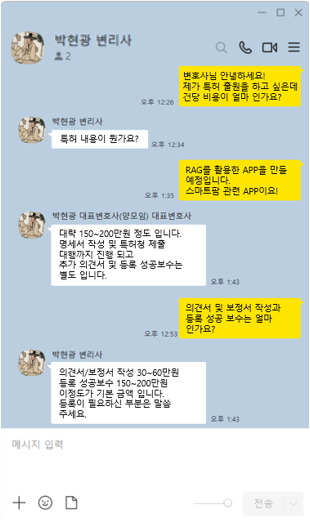 박현광 변리사
2
변호사님 안녕하세요!
제가 특허 출원을 하고 싶은데
건당 비용이 얼마 인가요?
오후 12:26
박현광 변리사
특허 내용이 뭔가요?
오후 12:34
RAG를 활용한 APP을 만들
예정입니다.
스마트팜 관련 APP이요!
오후 1:35
박현광 대표변호사(양모임) 대표변호사
대략 150~200만원 정도 입니다.
명세서 작성 및 특허청 제출
대행까지 진행 되고
추가 의견서 및 등록 성공보수는
별도 입니다.
오후 1:43
의견서 및 보정서 작성과
등록 성공 보수는 얼마
인가요?
오후 12:53
박현광 변리사
의견서/보정서 작성 30~60만원
등록 성공보수 150~200만원
이정도가 기본 금액 입니다.
등록이 필요하신 부분은 말씀
주세요.
오후 1:43
메시지 입력
전송